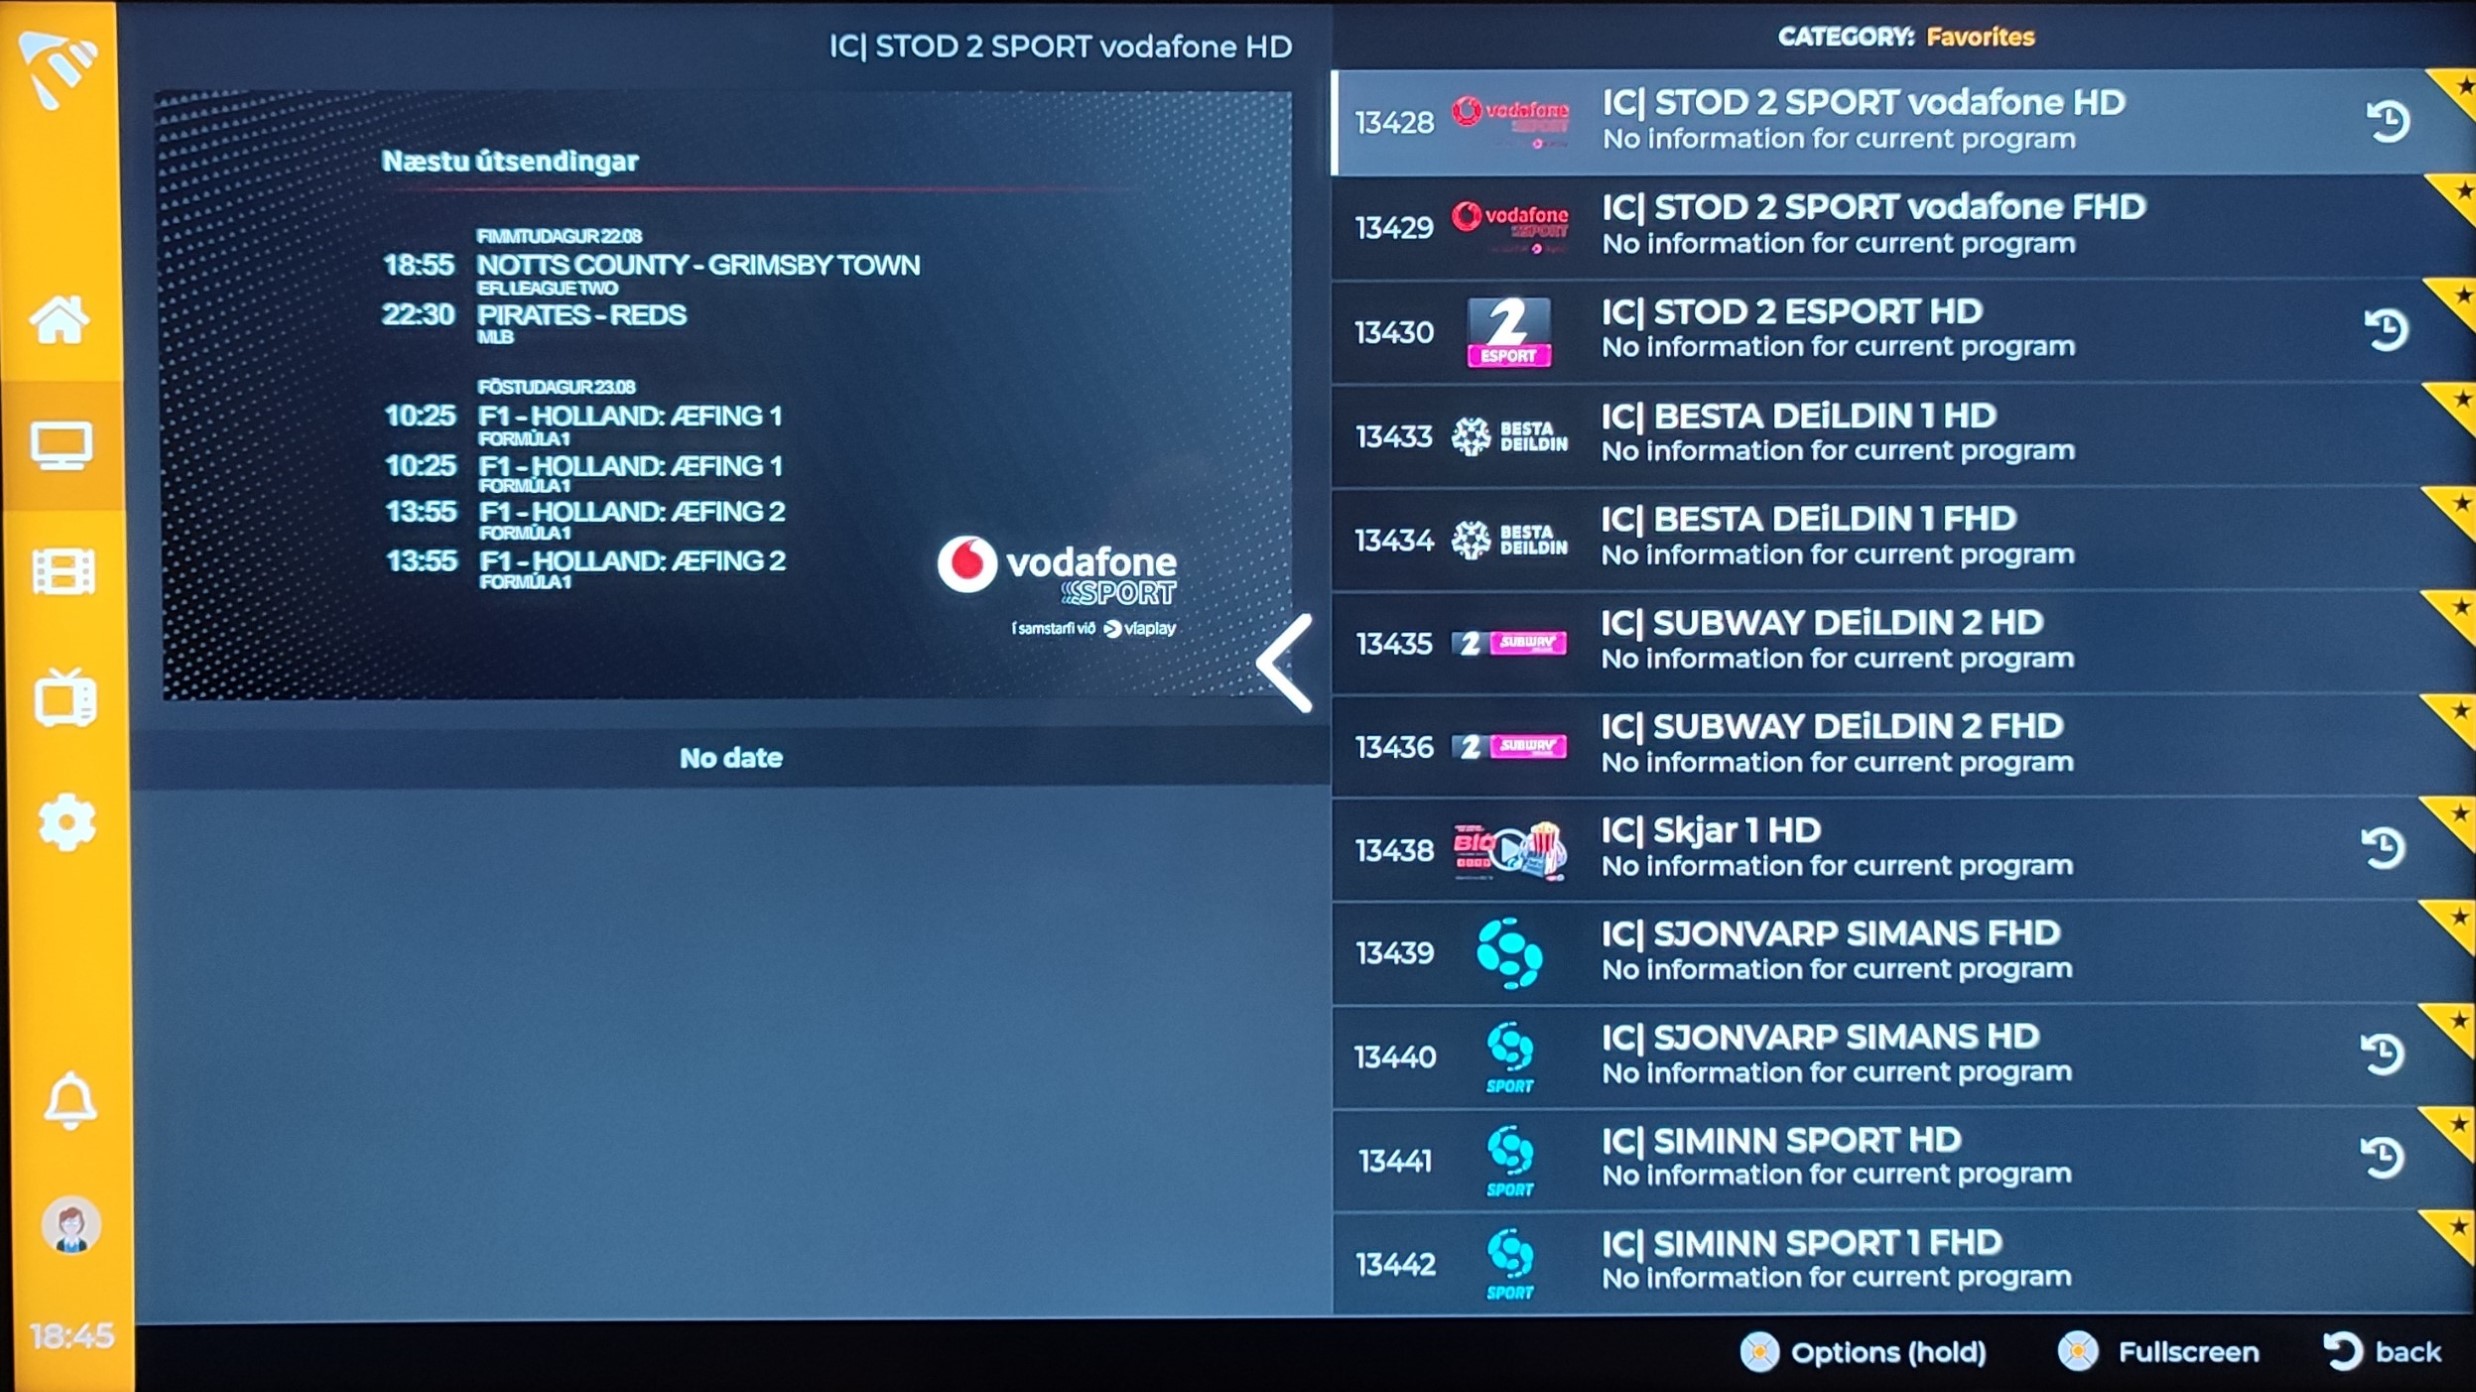 IC| STOD 2 SPORT vodafone HD
Næstu útsendingar
FIMMTUDAGUR 22.08
18:55 NOTTS COUNTY - GRIMSBY TOWN
EFL LEAGUE TWO
22:30 PIRATES - REDS
MLB
FÖSTUDAGUR 23.08
10:25 F1 - HOLLAND: ÆFING 1
FORMÚLA 1
10:25 F1 - HOLLAND: ÆFING 1
FORMÚLA 1
13:55 F1 - HOLLAND: ÆFING 2
FORMÚLA 1
13:55 F1 - HOLLAND: ÆFING 2
FORMÚLA 1
vodafone
SPORT
Í samstarfi við viaplay
No date
18:45
CATEGORY: Favorites
13428 vodafone SPORT IC| STOD 2 SPORT vodafone HD
No information for current program
13429 vodafone SPORT IC| STOD 2 SPORT vodafone FHD
No information for current program
13430 2 ESPORT IC| STOD 2 ESPORT HD
No information for current program
13433 BESTA DEILDIN IC| BESTA DEiLDIN 1 HD
No information for current program
13434 BESTA DEILDIN IC| BESTA DEiLDIN 1 FHD
No information for current program
13435 2 SUBWAY IC| SUBWAY DEiLDIN 2 HD
No information for current program
13436 2 SUBWAY IC| SUBWAY DEiLDIN 2 FHD
No information for current program
13438 Bíó IC| Skjar 1 HD
No information for current program
13439 IC| SJONVARP SIMANS FHD
No information for current program
13440 SPORT IC| SJONVARP SIMANS HD
No information for current program
13441 SPORT IC| SIMINN SPORT HD
No information for current program
13442 SPORT IC| SIMINN SPORT 1 FHD
No information for current program
Options (hold) Fullscreen back